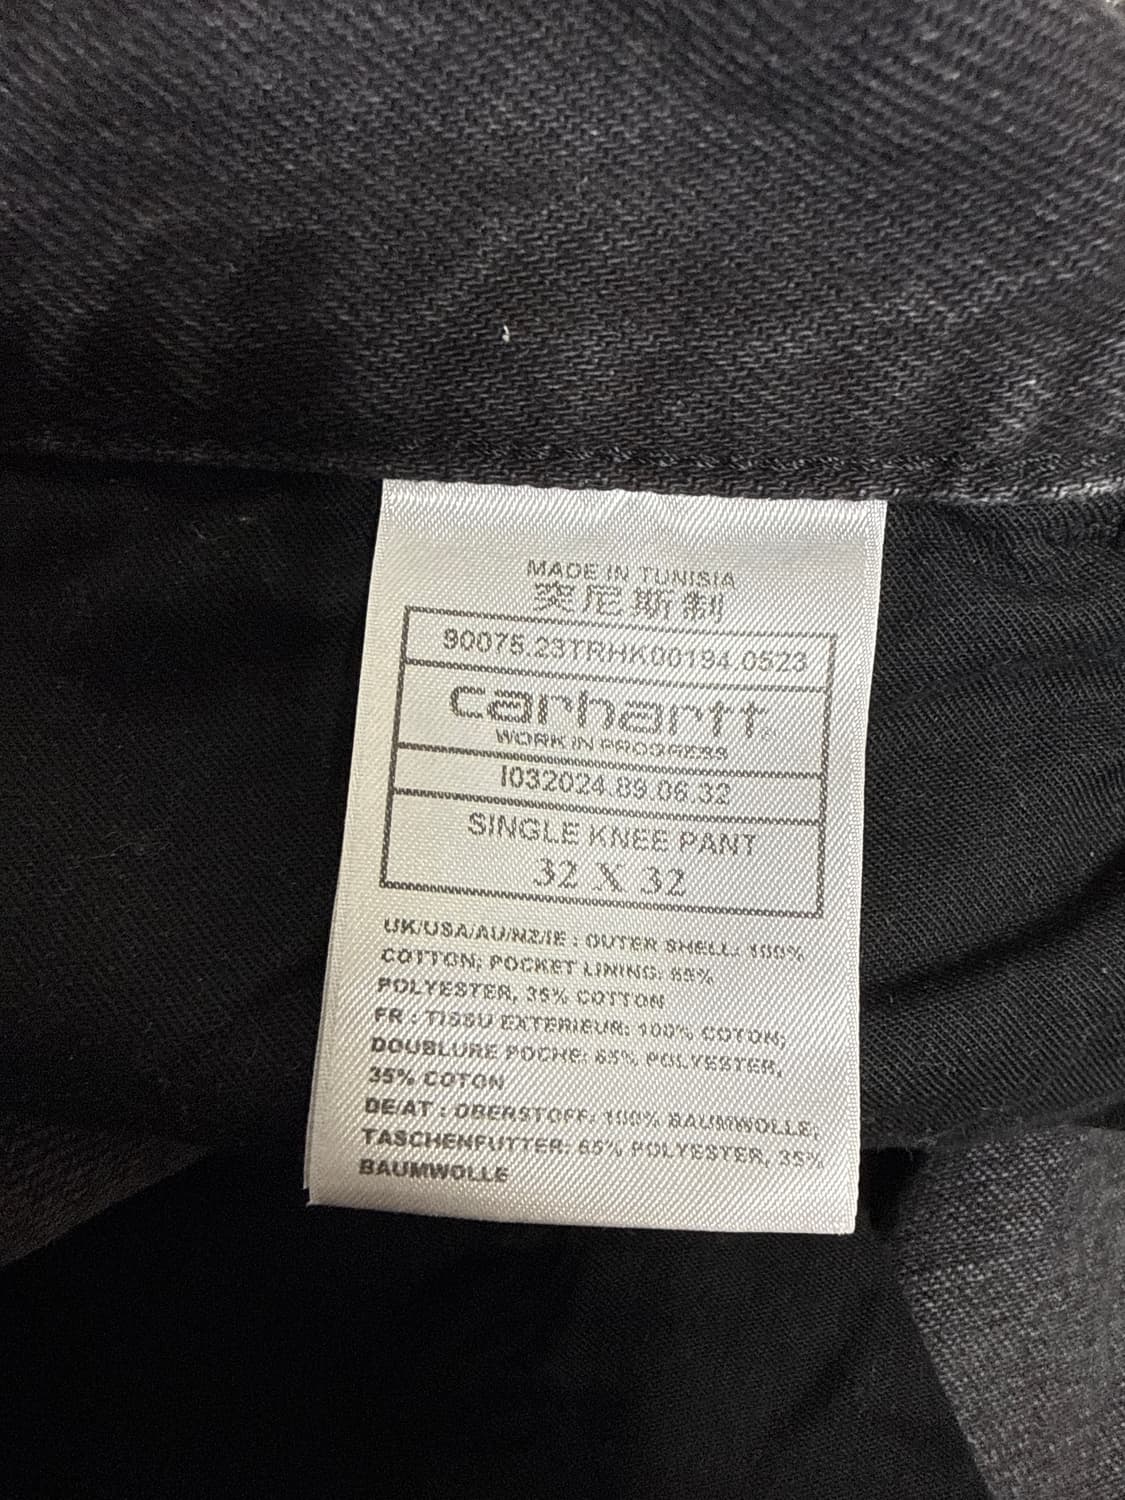 MADE IN TUNISIA
突尼斯制
90075.23TRHK00194.0523
carhartt
WORK IN PROGRESS
I032024.89.06.32
SINGLE KNEE PANT
32 X 32
UK/USA/AU/NZ/IE : OUTER SHELL: 100%
COTTON; POCKET LINING: 65%
POLYESTER, 35% COTTON
FR : TISSU EXTERIEUR: 100% COTON;
DOUBLURE POCHE: 65% POLYESTER,
35% COTON
DE/AT : OBERSTOFF: 100% BAUMWOLLE;
TASCHENFUTTER: 65% POLYESTER, 35%
BAUMWOLLE